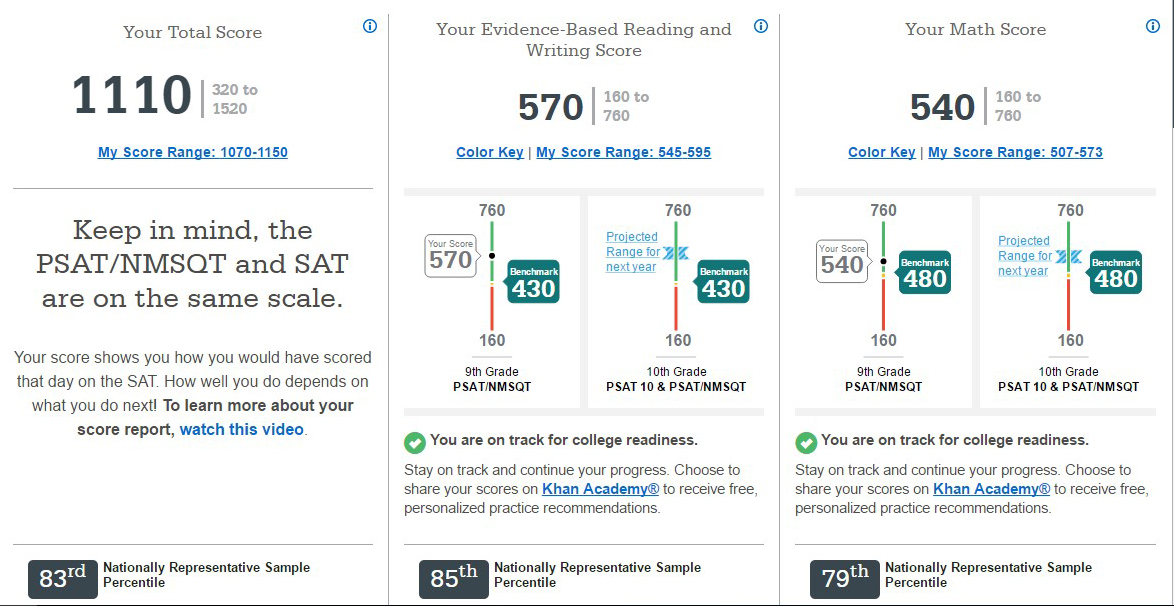 Your Total Score
1110
320 to
1520
My Score Range: 1070-1150
Keep in mind, the
PSAT/NMSQT and SAT
are on the same scale.
Your score shows you how you would have scored
that day on the SAT. How well you do depends on
what you do next! To learn more about your
score report, watch this video.
83rd
Nationally Representative Sample
Percentile
Your Evidence-Based Reading and
Writing Score
570
160 to
760
Color Key | My Score Range: 545-595
760
Your Score
570
Benchmark
430
160
9th Grade
PSAT/NMSQT
760
Projected
Range for
next year
Benchmark
430
160
10th Grade
PSAT 10 & PSAT/NMSQT
You are on track for college readiness.
Stay on track and continue your progress. Choose to
share your scores on Khan Academy® to receive free,
personalized practice recommendations.
85th
Nationally Representative Sample
Percentile
Your Math Score
540
160 to
760
Color Key | My Score Range: 507-573
760
Your Score
540
Benchmark
480
160
9th Grade
PSAT/NMSQT
760
Projected
Range for
next year
Benchmark
480
160
10th Grade
PSAT 10 & PSAT/NMSQT
You are on track for college readiness.
Stay on track and continue your progress. Choose to
share your scores on Khan Academy® to receive free,
personalized practice recommendations.
79th
Nationally Representative Sample
Percentile